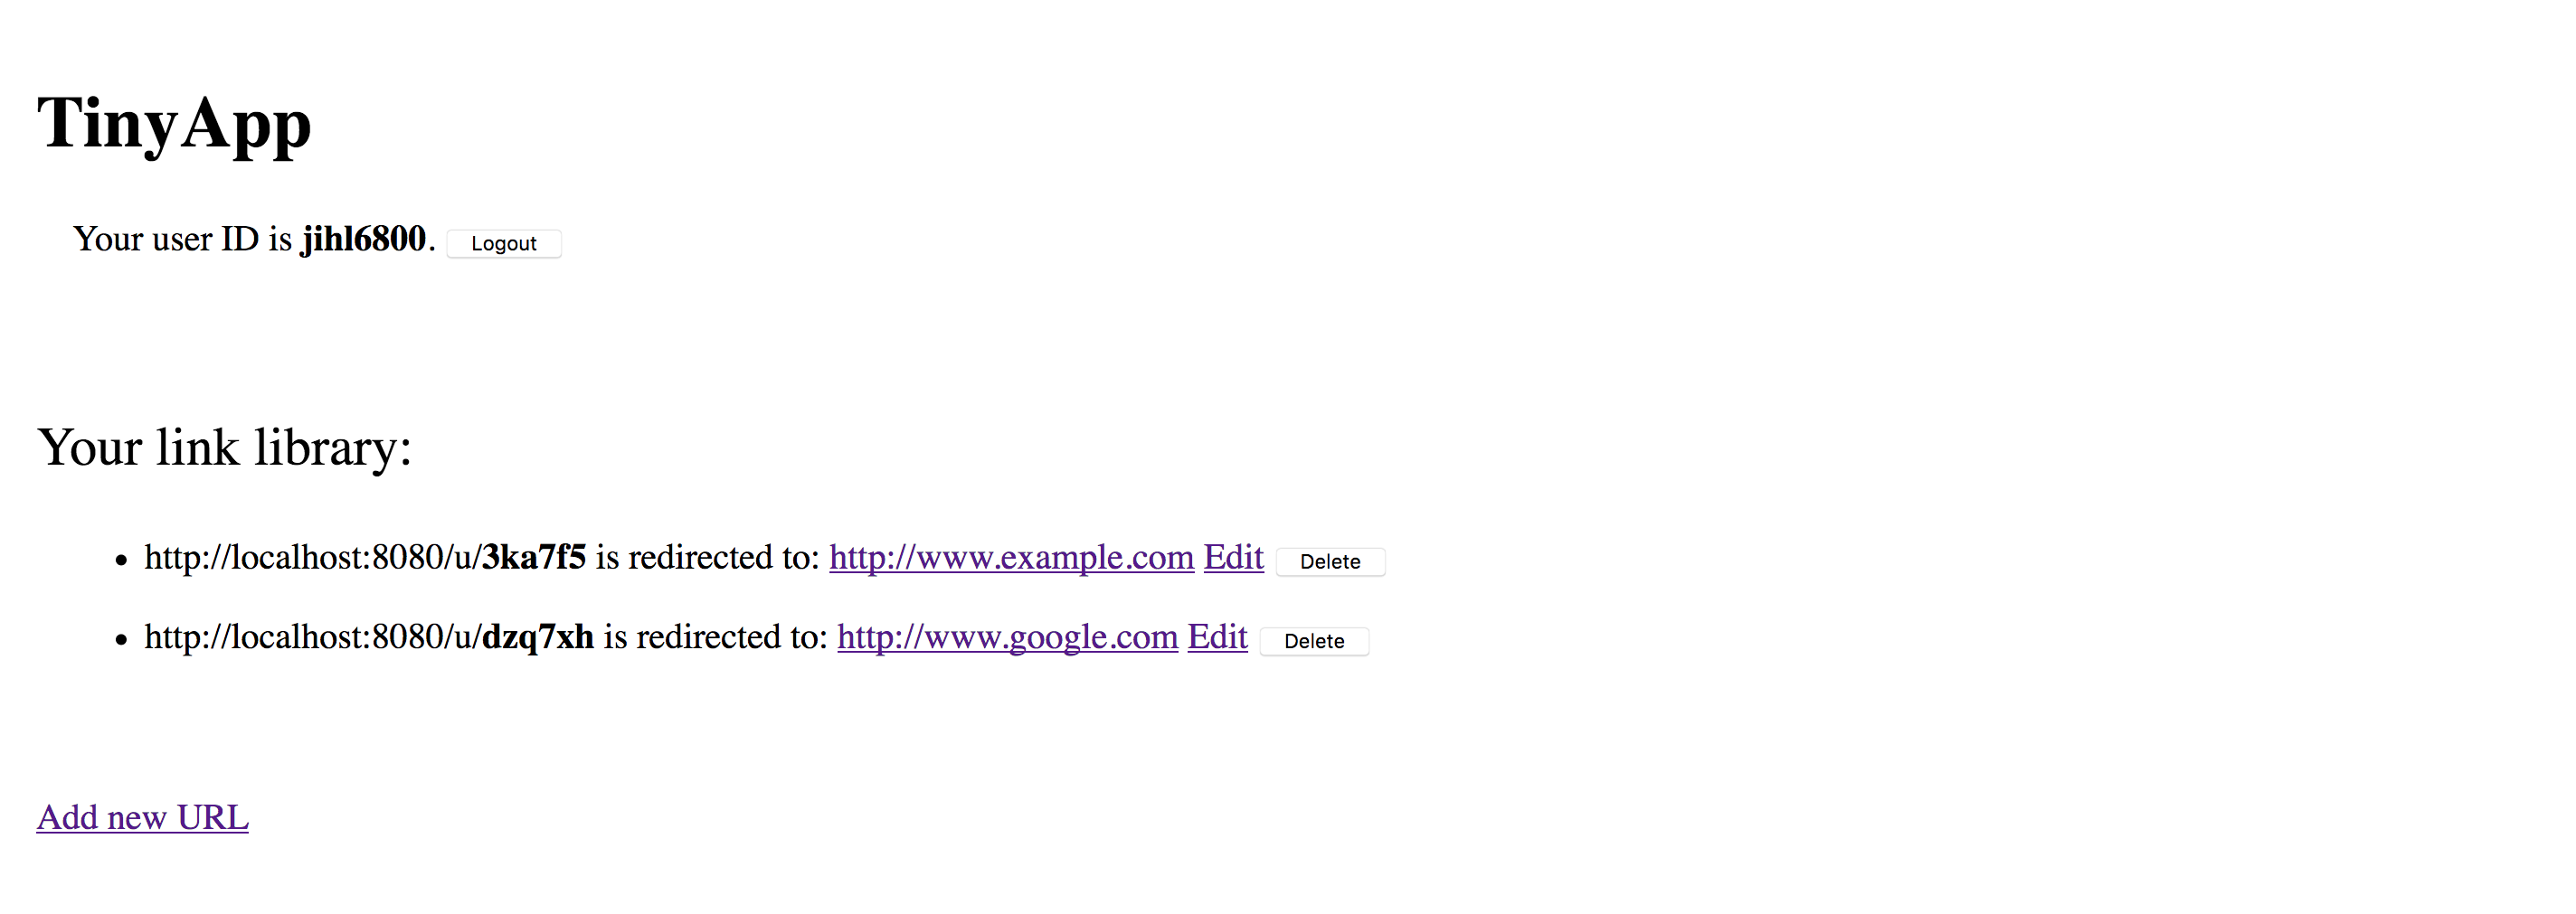 TinyApp
Your user ID is jihl6800. Logout
Your link library:
• http://localhost:8080/u/3ka7f5 is redirected to: http://www.example.com Edit Delete
• http://localhost:8080/u/dzq7xh is redirected to: http://www.google.com Edit Delete
Add new URL